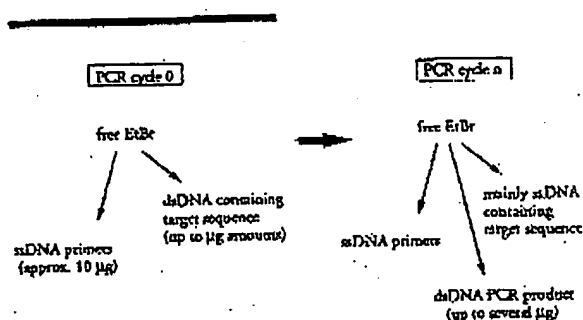 PCR cycle 0
free EtBr
dsDNA containing
target sequence
(up to µg amounts)
ssDNA primers
(approx. 10 µg)
PCR cycle n
free EtBr
mainly ssDNA
containing
target sequence
ssDNA primers
dsDNA PCR product
(up to several µg)